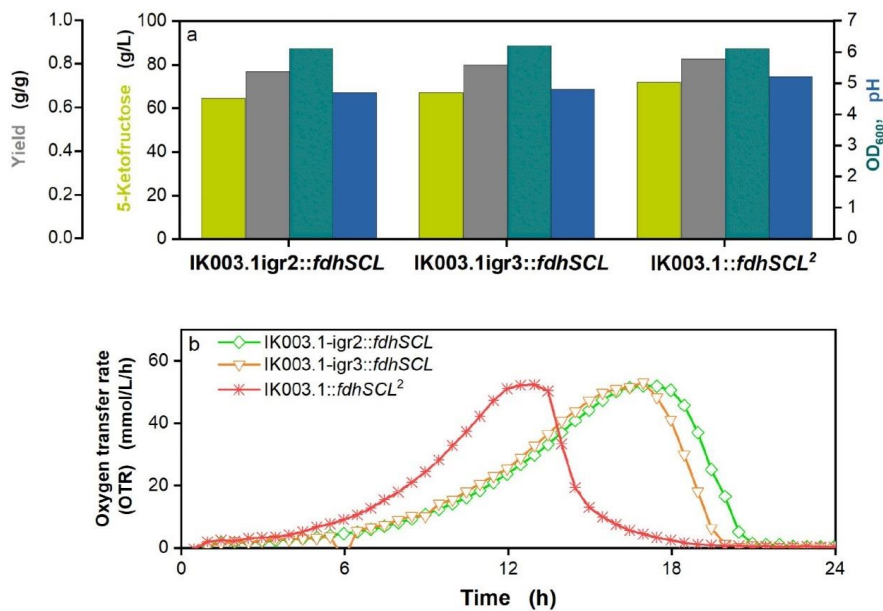 a
Yield (g/g)
1.0
0.8
0.6
0.4
0.2
0.0
5-Ketofructose (g/L)
100
80
60
40
20
0
OD600, pH
7
6
5
4
3
2
1
0
IK003.1igr2::fdhSCL
IK003.1igr3::fdhSCL
IK003.1::fdhSCL²
b
IK003.1-igr2::fdhSCL
IK003.1-igr3::fdhSCL
IK003.1::fdhSCL²
Oxygen transfer rate
(OTR) (mmol/L/h)
60
40
20
0
0
6
12
18
24
Time (h)